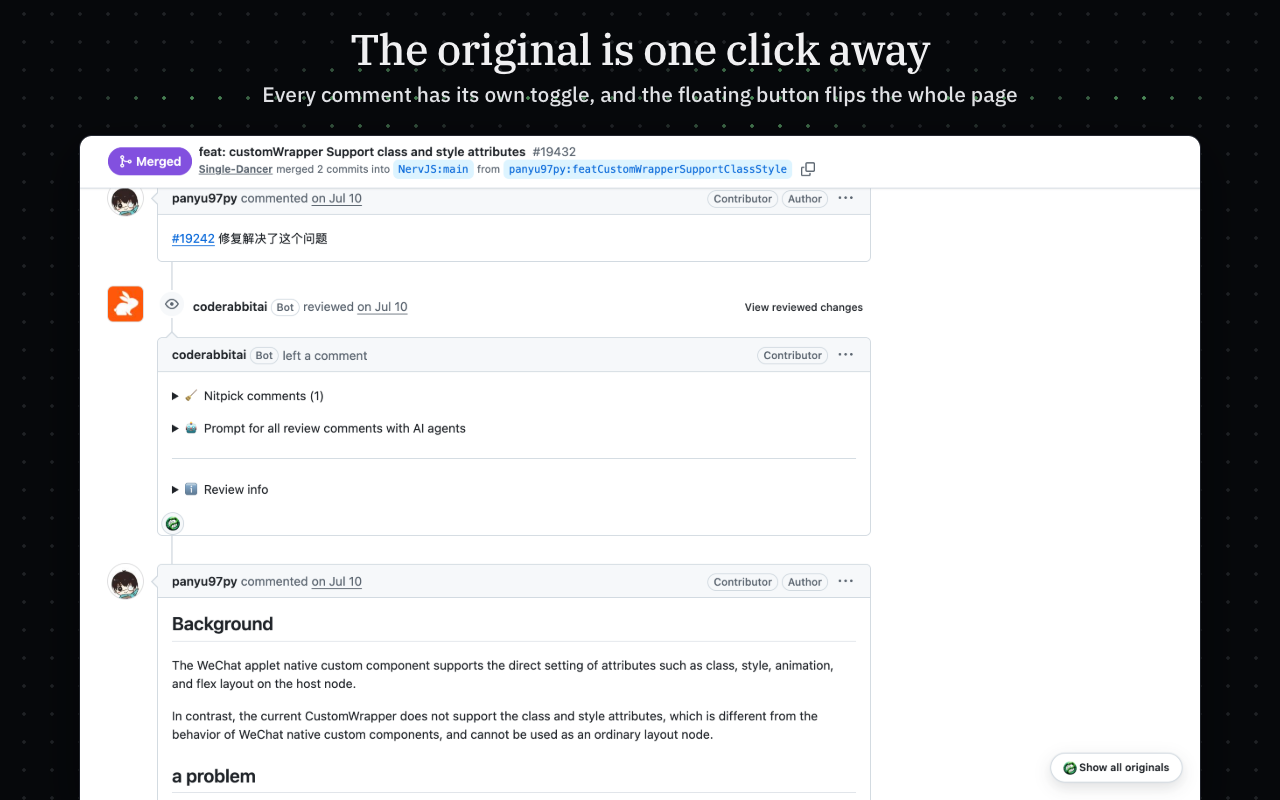 The original is one click away
Every comment has its own toggle, and the floating button flips the whole page
Merged
feat: customWrapper Support class and style attributes #19432
Single-Dancer merged 2 commits into NervJS:main from panyu97py:featCustomWrapperSupportClassStyle
panyu97py commented on Jul 10 Contributor Author
#19242 修复解决了这个问题
coderabbitai Bot reviewed on Jul 10 View reviewed changes
coderabbitai Bot left a comment Contributor
Nitpick comments (1)
Prompt for all review comments with AI agents
Review info
panyu97py commented on Jul 10 Contributor Author
Background
The WeChat applet native custom component supports the direct setting of attributes such as class, style, animation,
and flex layout on the host node.
In contrast, the current CustomWrapper does not support the class and style attributes, which is different from the
behavior of WeChat native custom components, and cannot be used as an ordinary layout node.
a problem
Show all originals